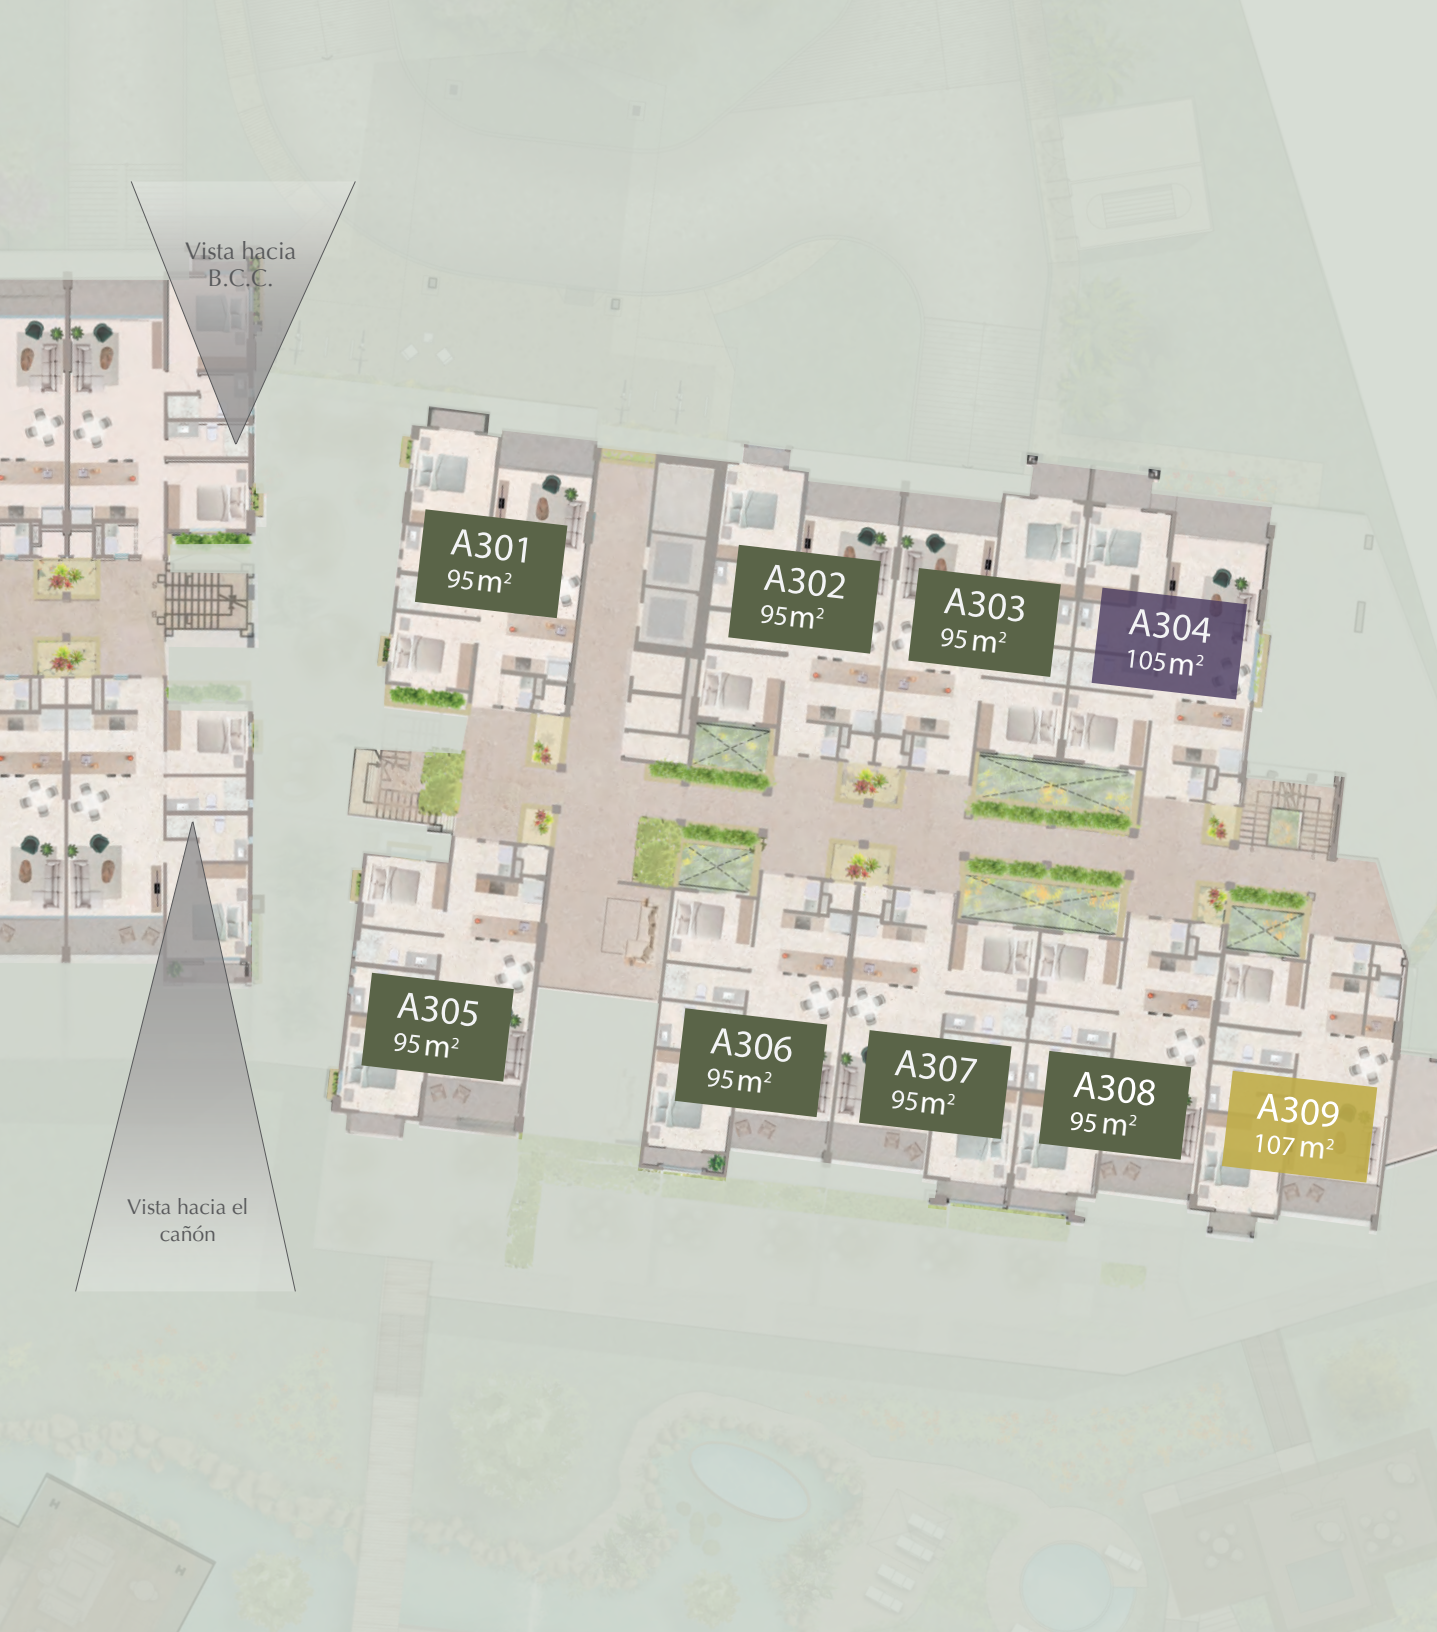 Vista hacia
B.C.C.
A301
95 m²
A302
95 m²
A303
95 m²
A304
105 m²
A305
95 m²
A306
95 m²
A307
95 m²
A308
95 m²
A309
107 m²
Vista hacia el
cañón
H
H